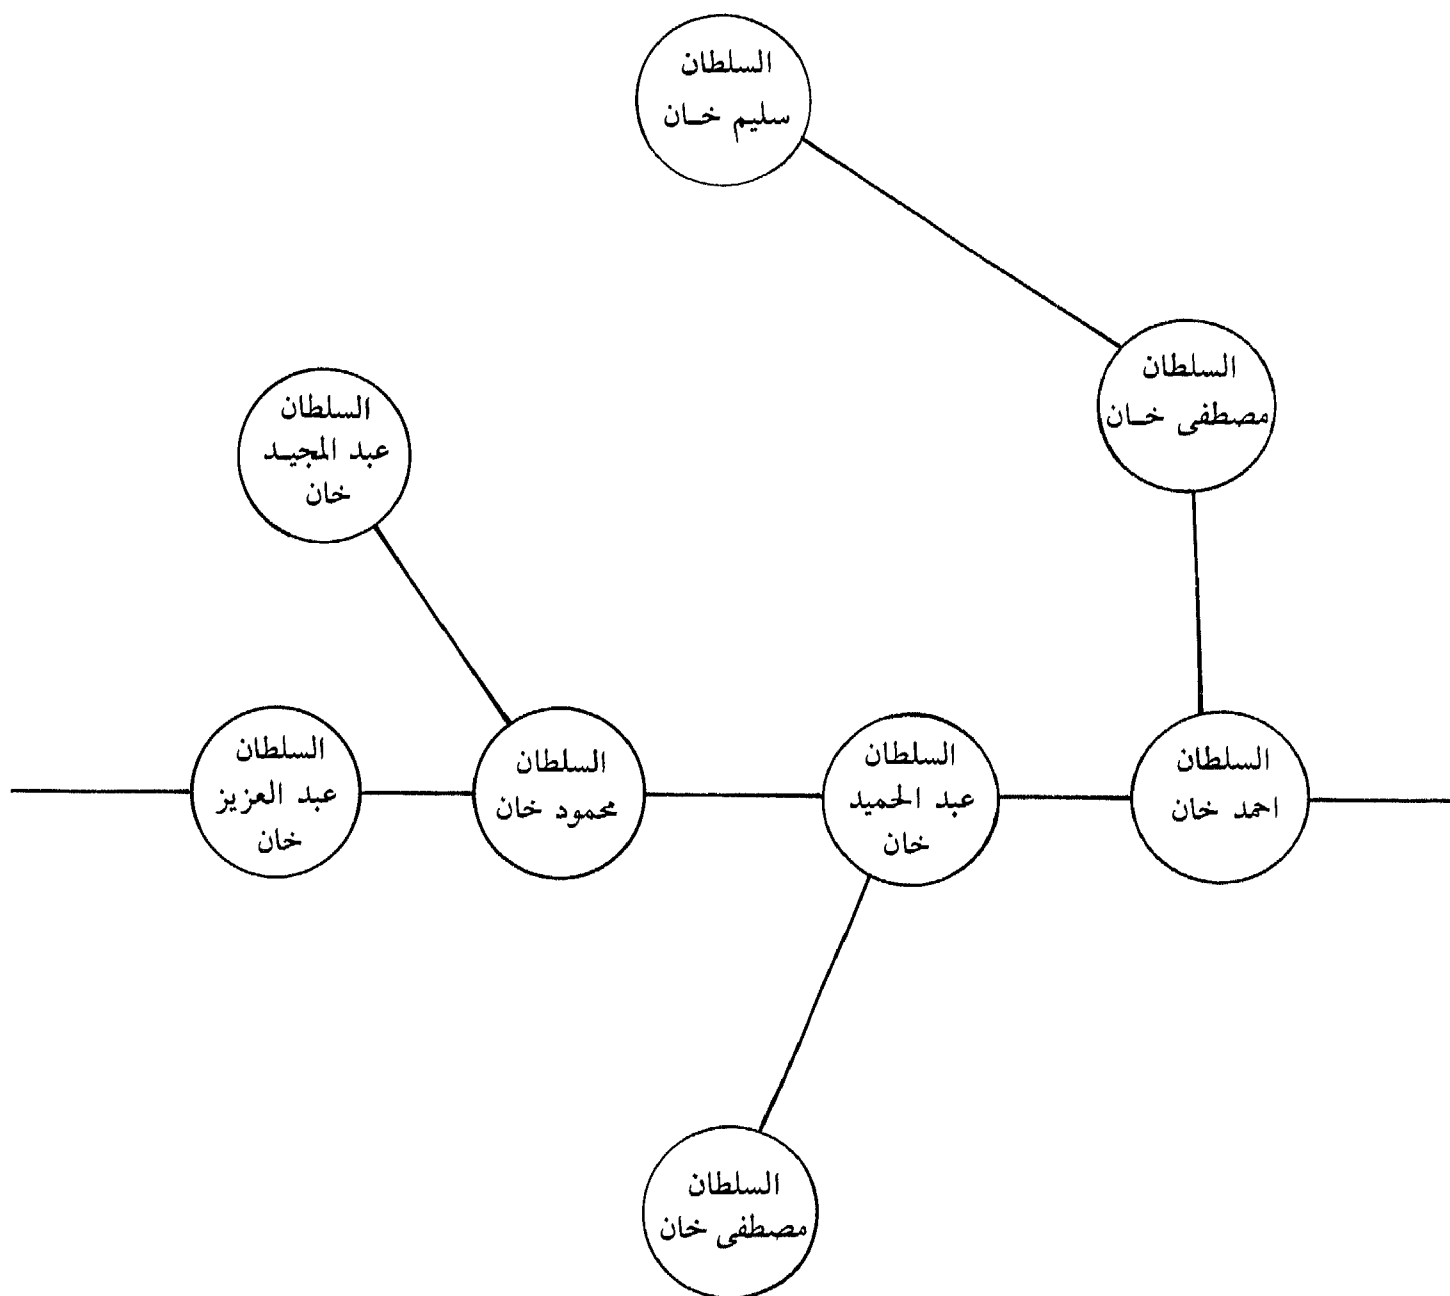 السلطان
سليم خان
السلطان
مصطفى خان
السلطان
عبد المجيد
خان
السلطان
احمد خان
السلطان
عبد الحميد
خان
السلطان
محمود خان
السلطان
عبد العزيز
خان
السلطان
مصطفى خان